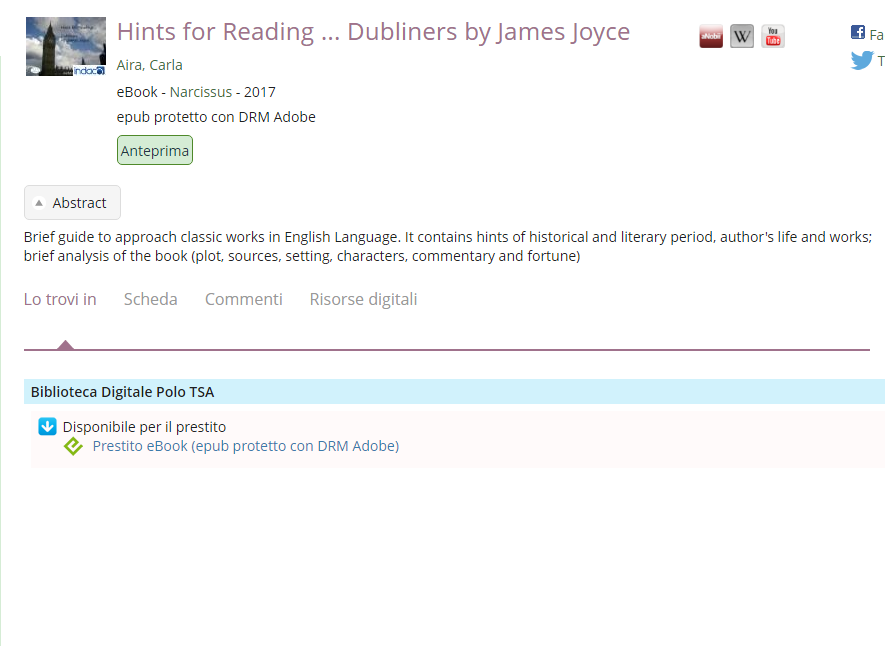 Hints for Reading ... Dubliners by James Joyce
Aira, Carla
eBook - Narcissus - 2017
epub protetto con DRM Adobe
Anteprima
indaco
aNobii
W
You
Tube
Fa
T
Abstract
Brief guide to approach classic works in English Language. It contains hints of historical and literary period, author's life and works;
brief analysis of the book (plot, sources, setting, characters, commentary and fortune)
Lo trovi in
Scheda
Commenti
Risorse digitali
Biblioteca Digitale Polo TSA
Disponibile per il prestito
Prestito eBook (epub protetto con DRM Adobe)